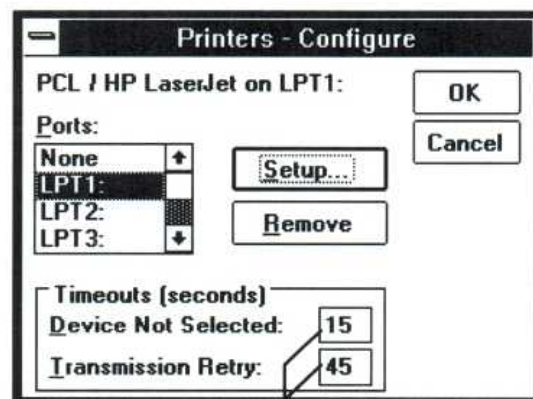 Printers - Configure
PCL / HP LaserJet on LPT1:
OK
Cancel
Ports:
None
LPT1:
LPT2:
LPT3:
Setup...
Remove
Timeouts (seconds)
Device Not Selected: 15
Transmission Retry: 45